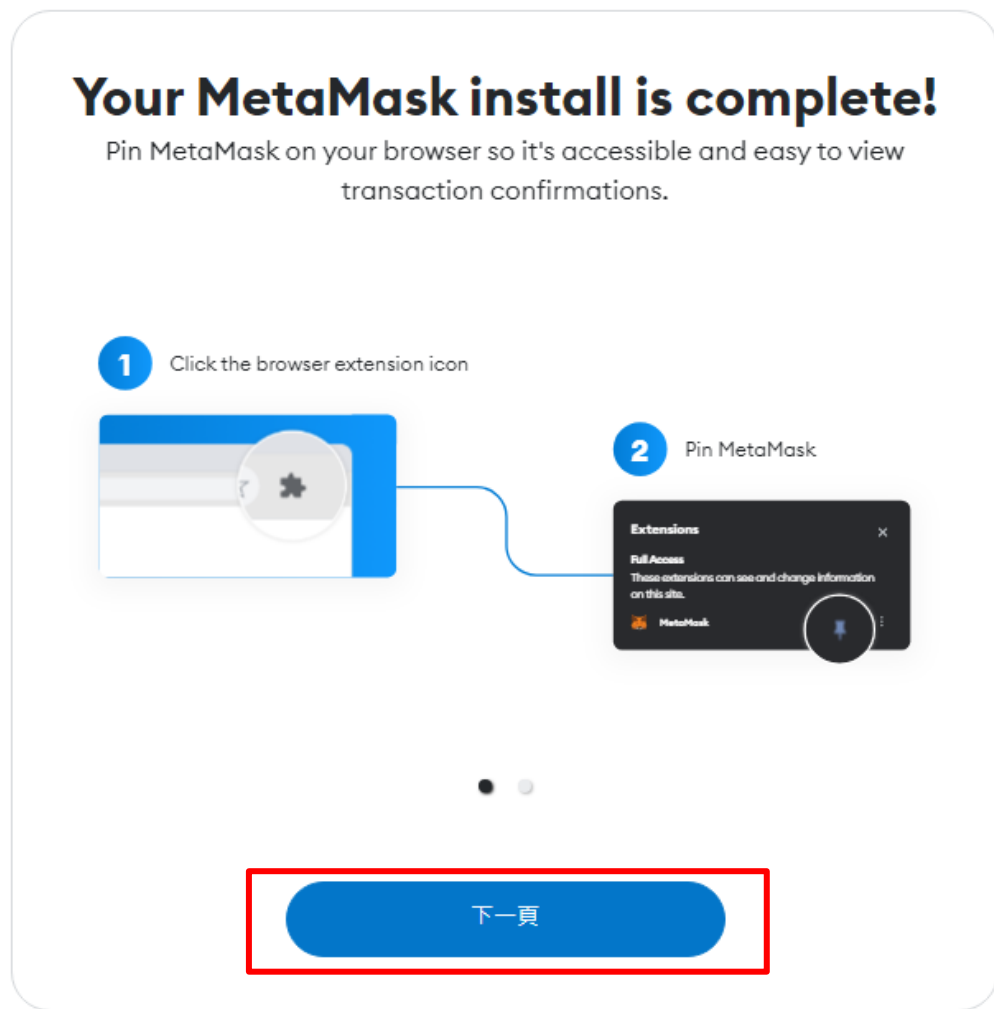 Your MetaMask install is complete!
Pin MetaMask on your browser so it's accessible and easy to view
transaction confirmations.
1
Click the browser extension icon
2
Pin MetaMask
Extensions
Full Access
These extensions can see and change information
on this site.
MetaMask
下一頁